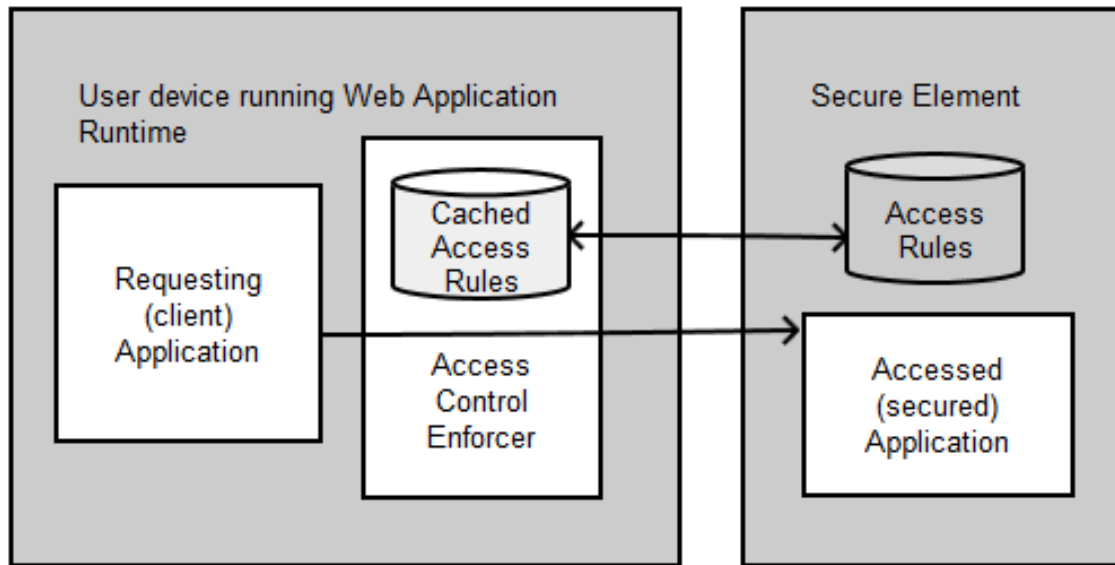 User device running Web Application
Runtime
Secure Element
Cached
Access
Rules
Access
Rules
Requesting
(client)
Application
Access
Control
Enforcer
Accessed
(secured)
Application